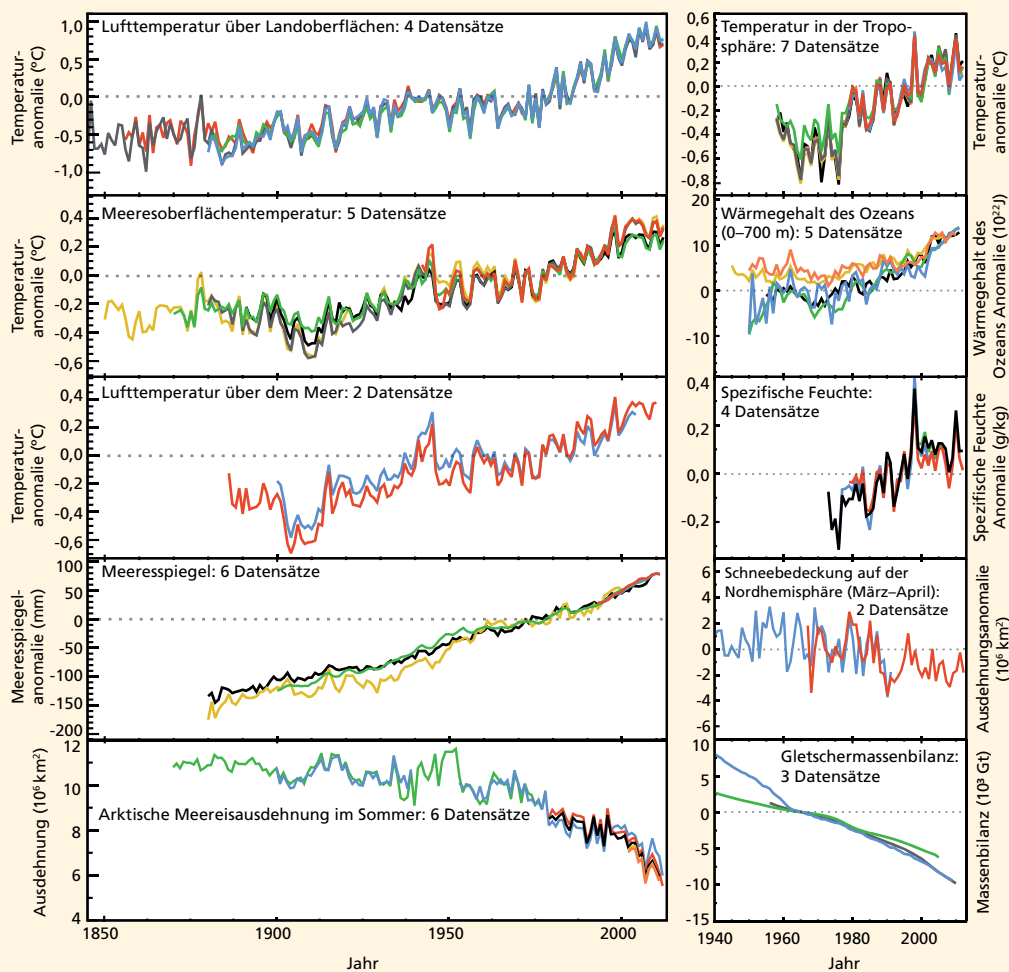 Lufttemperatur über Landoberflächen: 4 Datensätze
Temperatur-
anomalie (°C)
1,0
0,5
0,0
-0,5
-1,0
Meeresoberflächentemperatur: 5 Datensätze
Temperatur-
anomalie (°C)
0,4
0,2
0,0
-0,2
-0,4
-0,6
Lufttemperatur über dem Meer: 2 Datensätze
Temperatur-
anomalie (°C)
0,4
0,2
0,0
0,2
0,4
-0,6
Meeresspiegel: 6 Datensätze
Meeresspiegel-
anomalie (mm)
100
50
0
-50
-100
-150
-200
Arktische Meereisausdehnung im Sommer: 6 Datensätze
Ausdehnung (10⁶ km²)
12
10
8
6
4
1850
1900
1950
2000
Jahr
Temperatur in der Tropo-
sphäre: 7 Datensätze
Temperatur-
anomalie (°C)
0,6
0,4
0,2
0,0
-0,2
-0,4
-0,6
-0,8
Wärmegehalt des Ozeans
(0–700 m): 5 Datensätze
Wärmegehalt des
Ozeans Anomalie (10²²J)
20
10
0
-10
Spezifische Feuchte:
4 Datensätze
Spezifische Feuchte
Anomalie (g/kg)
0,4
0,2
0,0
-0,2
Schneebedeckung auf der
Nordhemisphäre (März–April):
2 Datensätze
Ausdehnungsanomalie
(10⁶ km²)
6
4
2
0
-2
-4
-6
Gletschermassenbilanz:
3 Datensätze
Massenbilanz (10³ Gt)
10
5
0
-5
-10
-15
1940
1960
1980
2000
Jahr